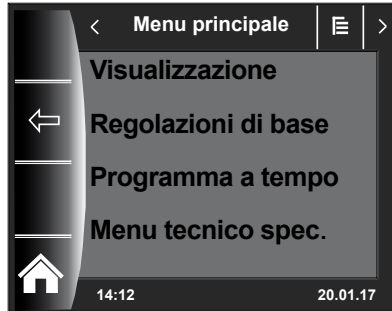 Menu principale
Visualizzazione
Regolazioni di base
Programma a tempo
Menu tecnico spec.
14:12 20.01.17